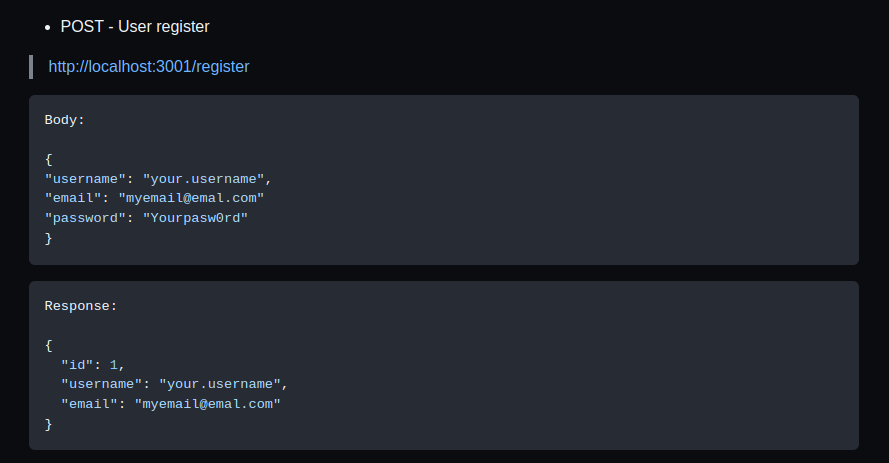 POST - User register
http://localhost:3001/register
Body:
{
"username": "your.username",
"email": "myemail@emal.com"
"password": "Yourpasw0rd"
}
Response:
{
"id": 1,
"username": "your.username",
"email": "myemail@emal.com"
}